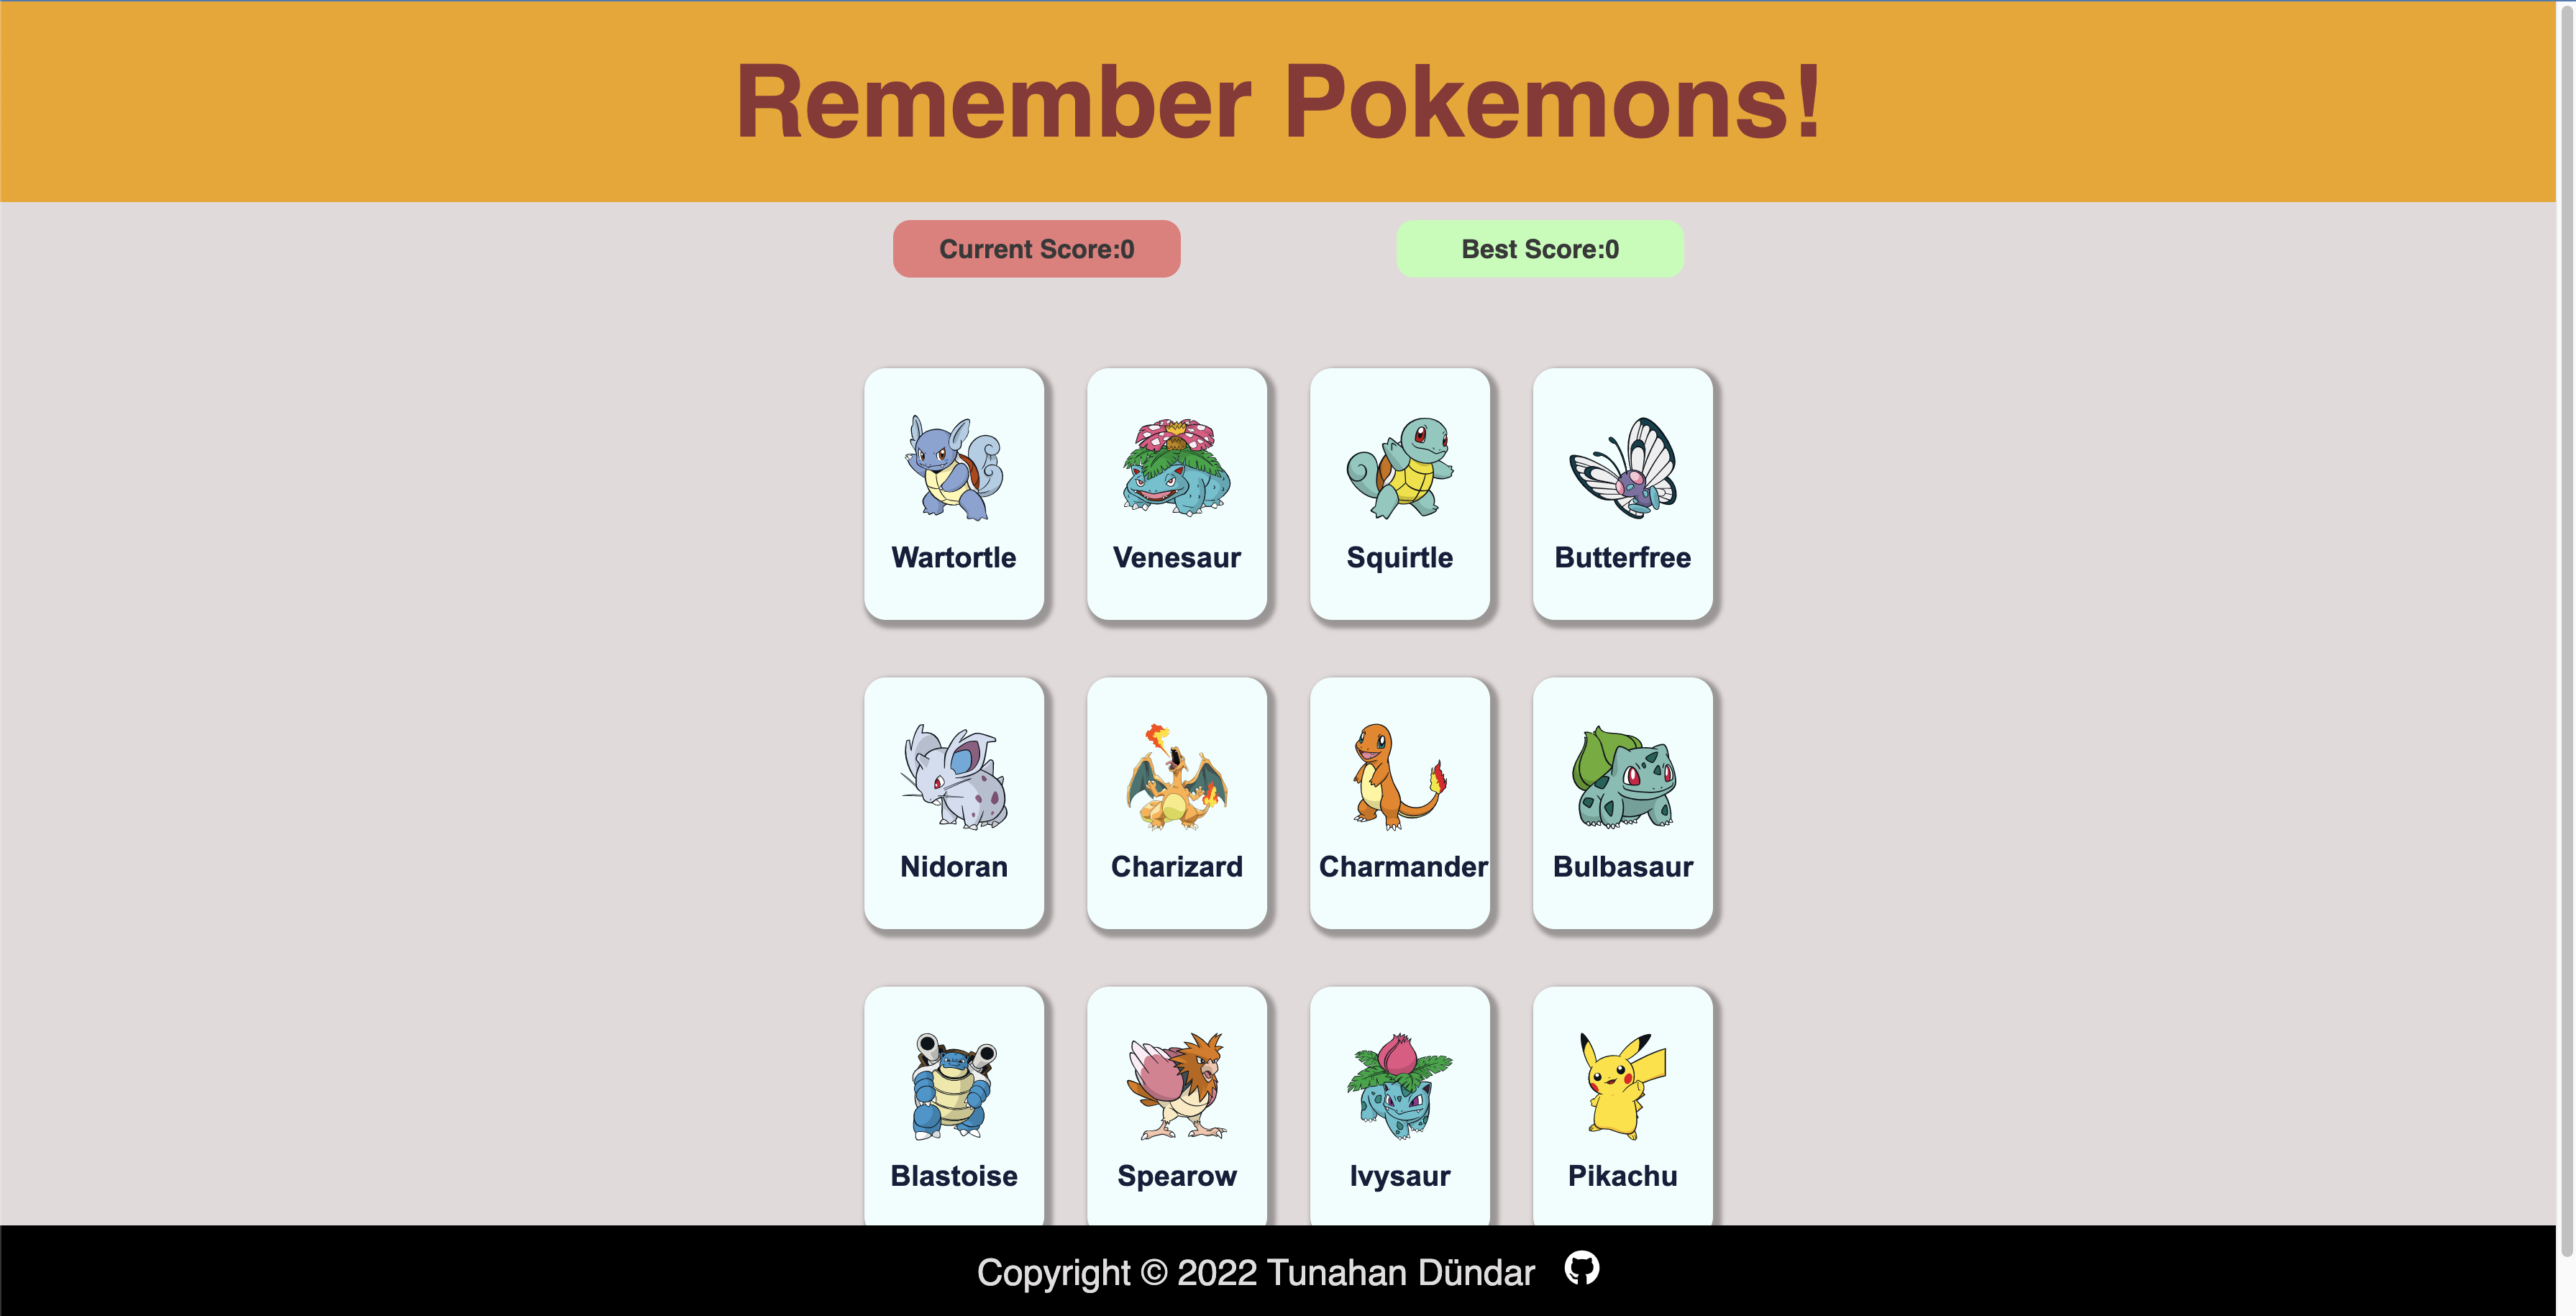 Remember Pokemons!
Current Score:0
Best Score:0
Wartortle
Venesaur
Squirtle
Butterfree
Nidoran
Charizard
Charmander
Bulbasaur
Blastoise
Spearow
Ivysaur
Pikachu
Copyright © 2022 Tunahan Dündar